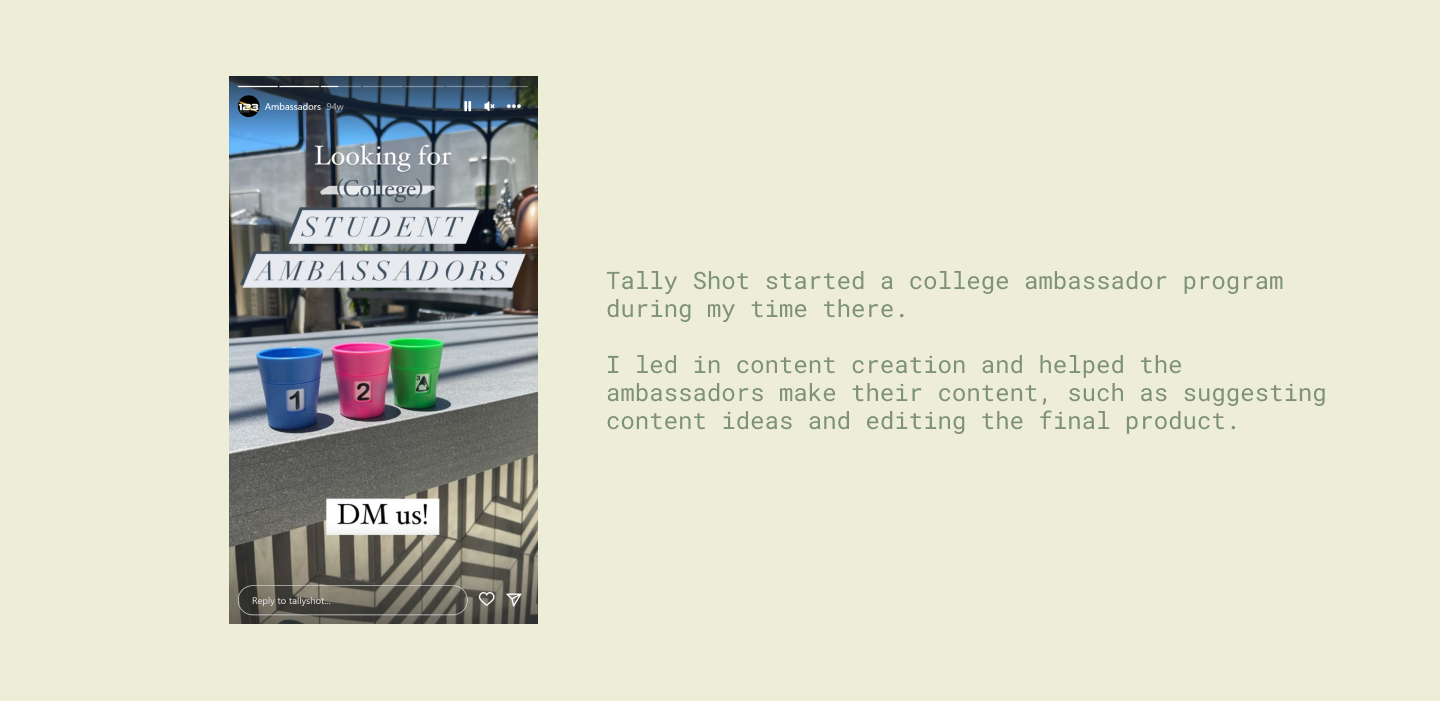 123 Ambassadors 94w
Looking for
(College)
STUDENT
AMBASSADORS
1
2
DM us!
Reply to tallyshot...
Tally Shot started a college ambassador program
during my time there.
I led in content creation and helped the
ambassadors make their content, such as suggesting
content ideas and editing the final product.